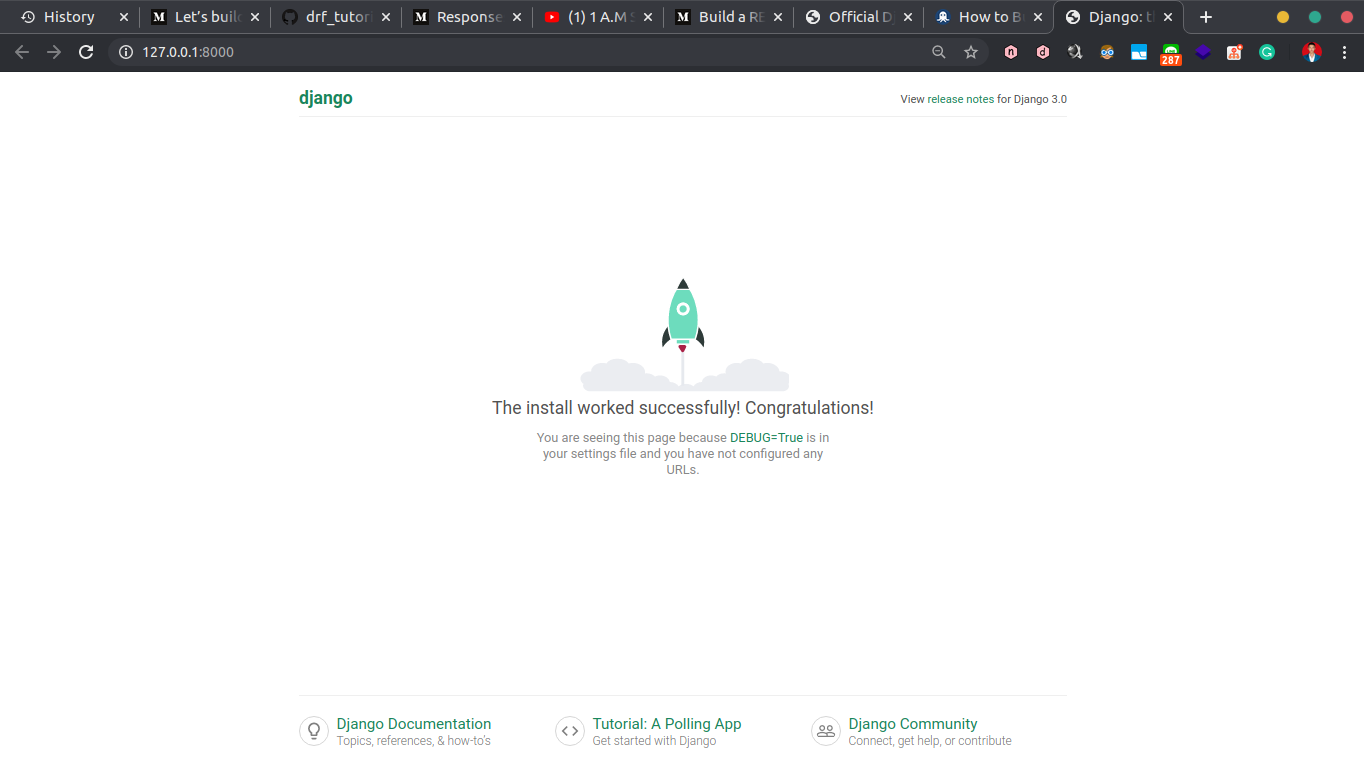 History
Let's buil
drf_tutori
Response
(1) 1 A.M S
Build a RE
Official D
How to B
Django: t
127.0.0.1:8000
287
django
View release notes for Django 3.0
The install worked successfully! Congratulations!
You are seeing this page because DEBUG=True is in
your settings file and you have not configured any
URLs.
Django Documentation
Topics, references, & how-to's
Tutorial: A Polling App
Get started with Django
Django Community
Connect, get help, or contribute